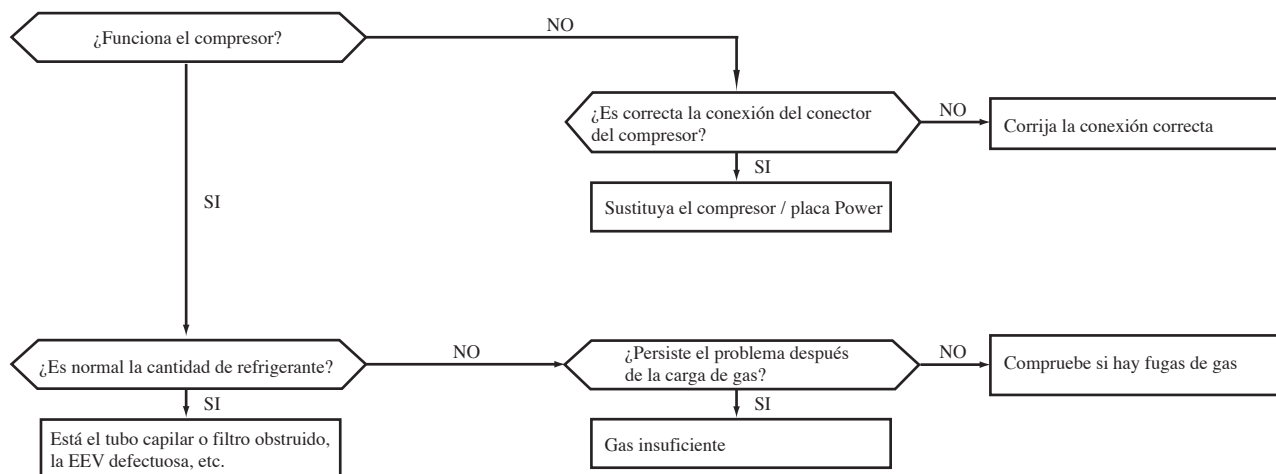 ¿Funciona el compresor?
NO
¿Es correcta la conexión del conector
del compresor?
NO
Corrija la conexión correcta
SI
SI
Sustituya el compresor / placa Power
¿Es normal la cantidad de refrigerante?
NO
¿Persiste el problema después
de la carga de gas?
NO
Compruebe si hay fugas de gas
SI
SI
Está el tubo capilar o filtro obstruido,
la EEV defectuosa, etc.
Gas insuficiente